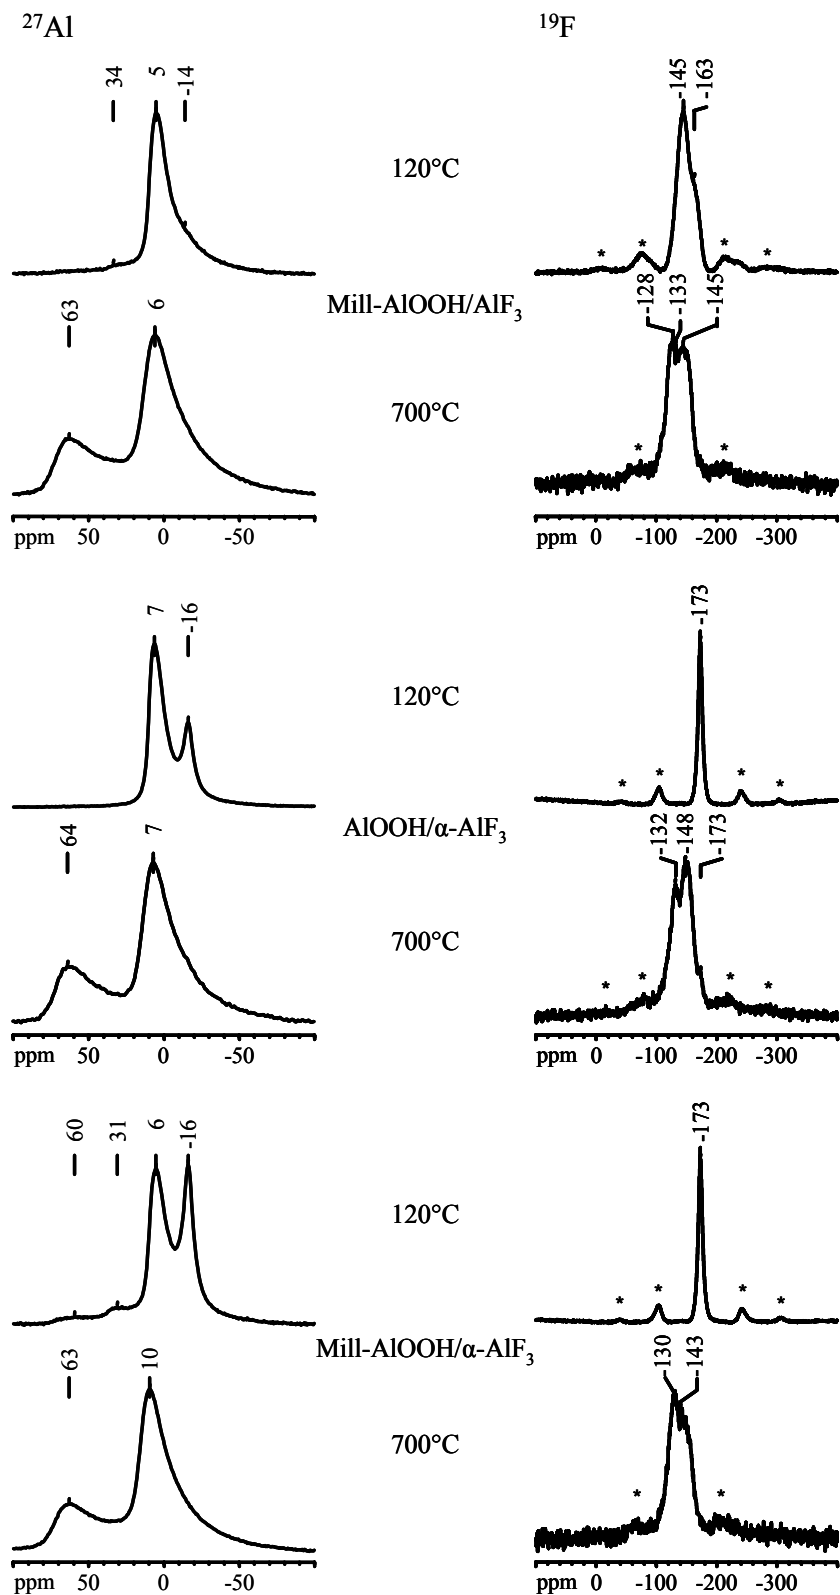 ²⁷Al ¹⁹F
34 5 -14 -145 -163
120°C
* * * *
Mill-AlOOH/AlF₃
63 6 -128 -133 -145
700°C
* *
ppm 50 0 -50 ppm 0 -100 -200 -300
7 -16 -173
120°C
* * * *
AlOOH/α-AlF₃
64 7 -132 -148 -173
700°C
* * * *
ppm 50 0 -50 ppm 0 -100 -200 -300
60 31 6 -16 -173
120°C
* * * *
Mill-AlOOH/α-AlF₃
63 10 -130 -143
700°C
* *
ppm 50 0 -50 ppm 0 -100 -200 -300